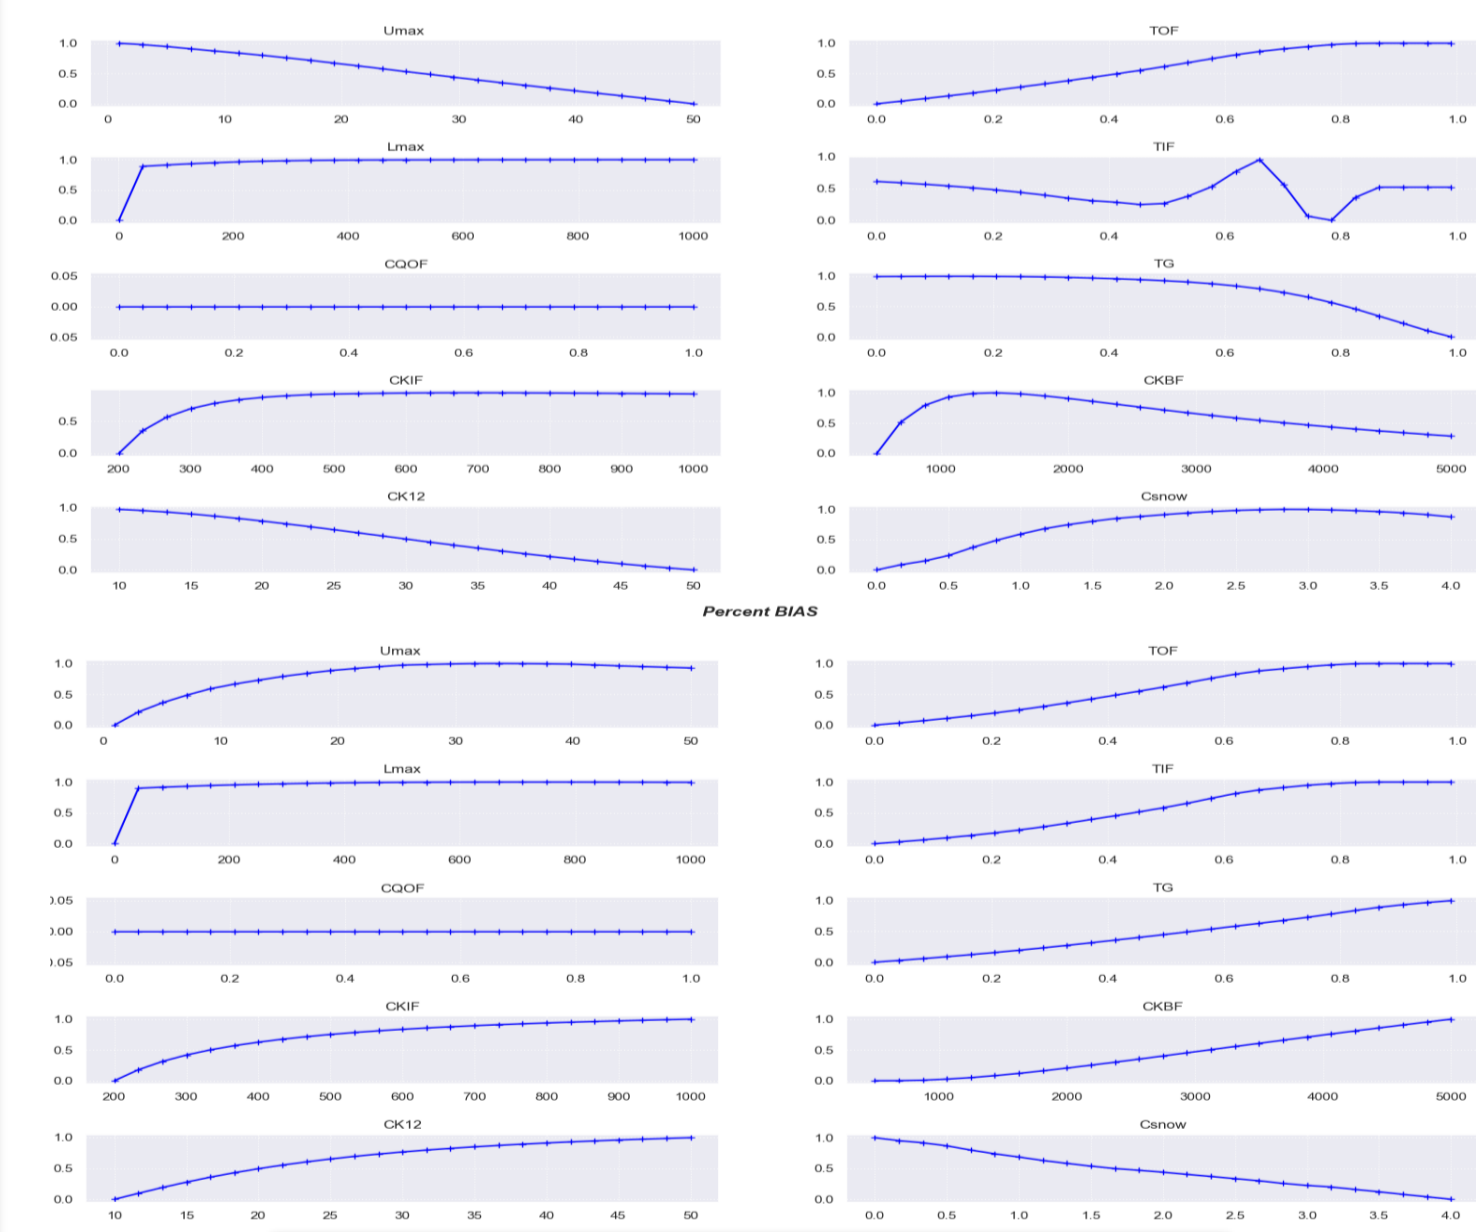 Umax TOF
1.0 1.0
0.5 0.5
0.0 0.0
0 10 20 30 40 50 0.0 0.2 0.4 0.6 0.8 1.0
Lmax TIF
1.0 1.0
0.5 0.5
0.0 0.0
0 200 400 600 800 1000 0.0 0.2 0.4 0.6 0.8 1.0
CQOF TG
0.05 1.0
0.00 0.5
0.05 0.0
0.0 0.2 0.4 0.6 0.8 1.0 0.0 0.2 0.4 0.6 0.8 1.0
CKIF CKBF
1.0
0.5 0.5
0.0 0.0
200 300 400 500 600 700 800 900 1000 1000 2000 3000 4000 5000
CK12 Csnow
1.0 1.0
0.5 0.5
0.0 0.0
10 15 20 25 30 35 40 45 50 0.0 0.5 1.0 1.5 2.0 2.5 3.0 3.5 4.0
Percent BIAS
Umax TOF
1.0 1.0
0.5 0.5
0.0 0.0
0 10 20 30 40 50 0.0 0.2 0.4 0.6 0.8 1.0
Lmax TIF
1.0 1.0
0.5 0.5
0.0 0.0
0 200 400 600 800 1000 0.0 0.2 0.4 0.6 0.8 1.0
CQOF TG
.05 1.0
.00 0.5
.05 0.0
0.0 0.2 0.4 0.6 0.8 1.0 0.0 0.2 0.4 0.6 0.8 1.0
CKIF CKBF
1.0 1.0
0.5 0.5
0.0 0.0
200 300 400 500 600 700 800 900 1000 1000 2000 3000 4000 5000
CK12 Csnow
1.0 1.0
0.5 0.5
0.0 0.0
10 15 20 25 30 35 40 45 50 0.0 0.5 1.0 1.5 2.0 2.5 3.0 3.5 4.0